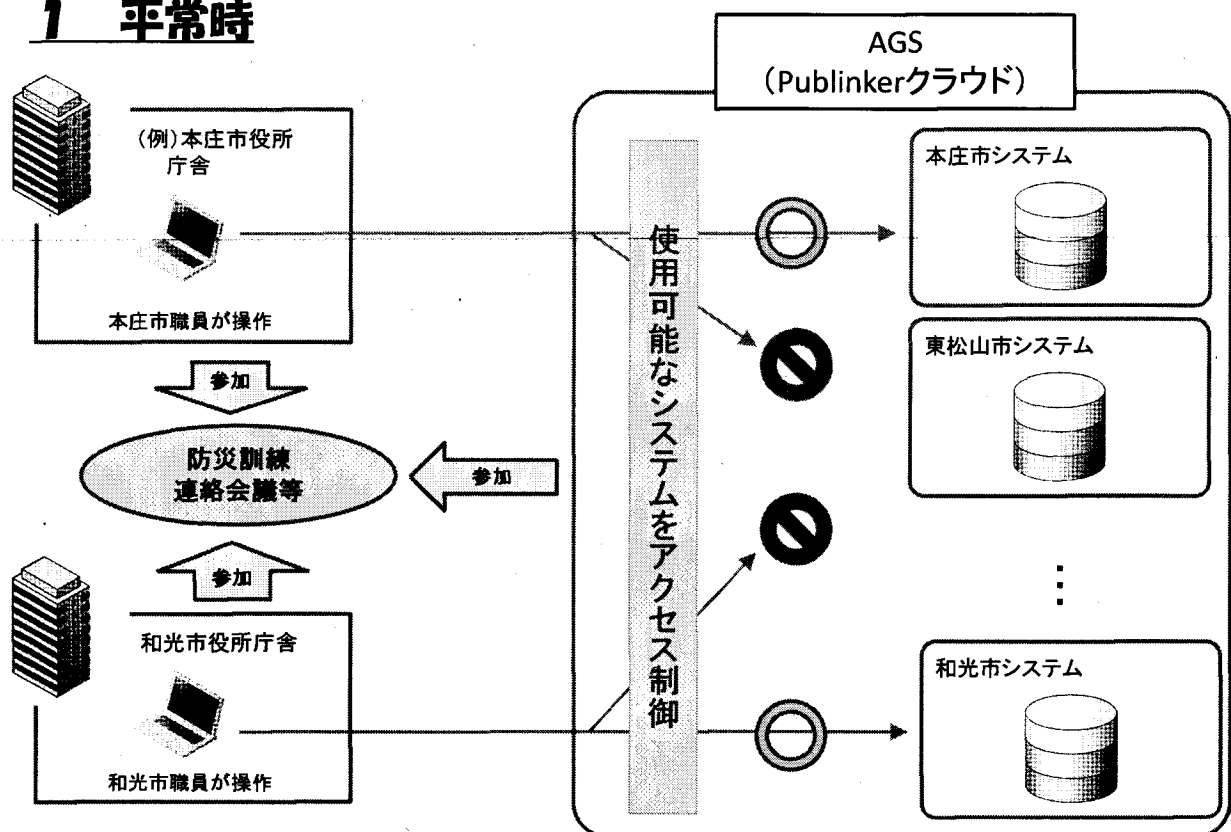 1 平常時
AGS
（Publinkerクラウド）
(例)本庄市役所
庁舎
本庄市職員が操作
参加
防災訓練
連絡会議等
参加
参加
和光市役所庁舎
和光市職員が操作
使用可能なシステムをアクセス制御
本庄市システム
東松山市システム
⋮
和光市システム